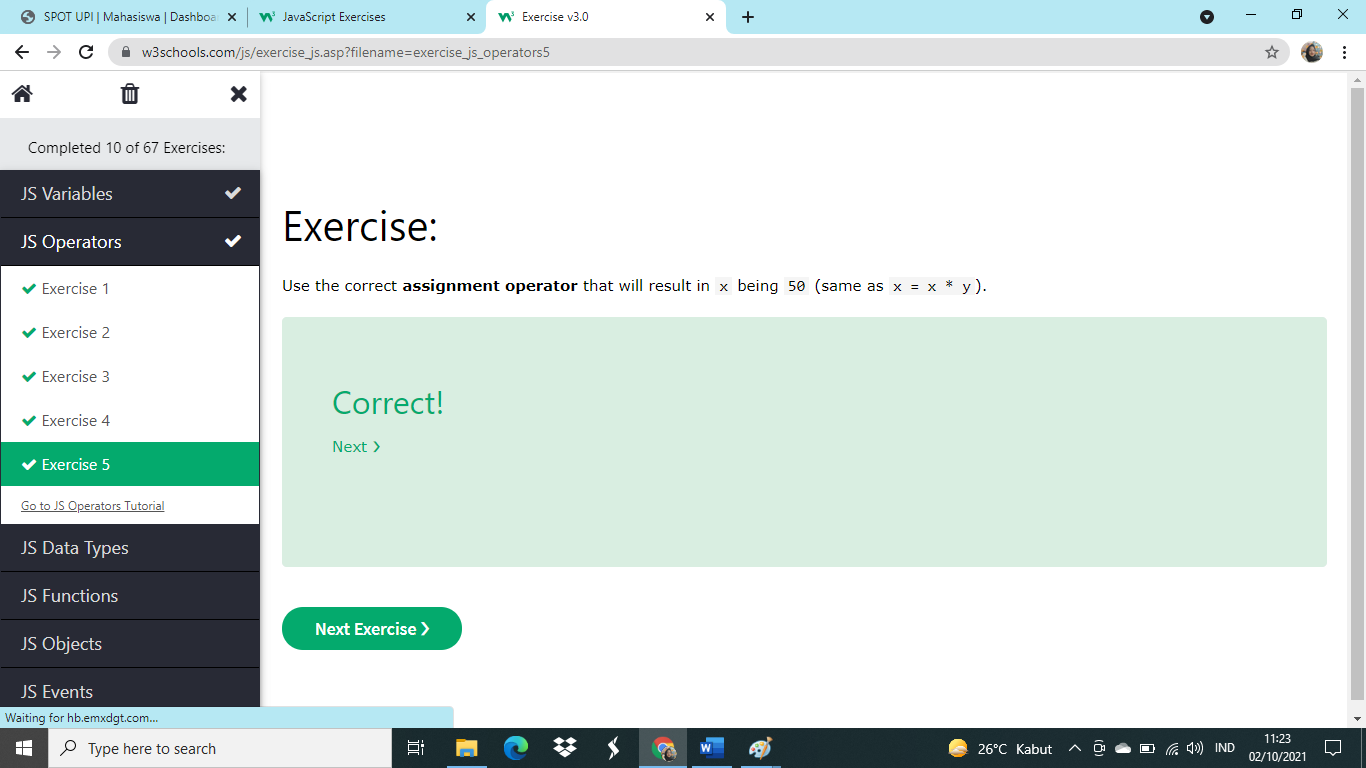 SPOT UPI | Mahasiswa | Dashboa
JavaScript Exercises
Exercise v3.0
w3schools.com/js/exercise_js.asp?filename=exercise_js_operators5
Completed 10 of 67 Exercises:
JS Variables
JS Operators
Exercise 1
Exercise 2
Exercise 3
Exercise 4
Exercise 5
Go to JS Operators Tutorial
JS Data Types
JS Functions
JS Objects
JS Events
Waiting for hb.emxdgt.com...
Exercise:
Use the correct assignment operator that will result in x being 50 (same as x = x * y).
Correct!
Next ❯
Next Exercise ❯
Type here to search
26°C Kabut
IND
11:23
02/10/2021